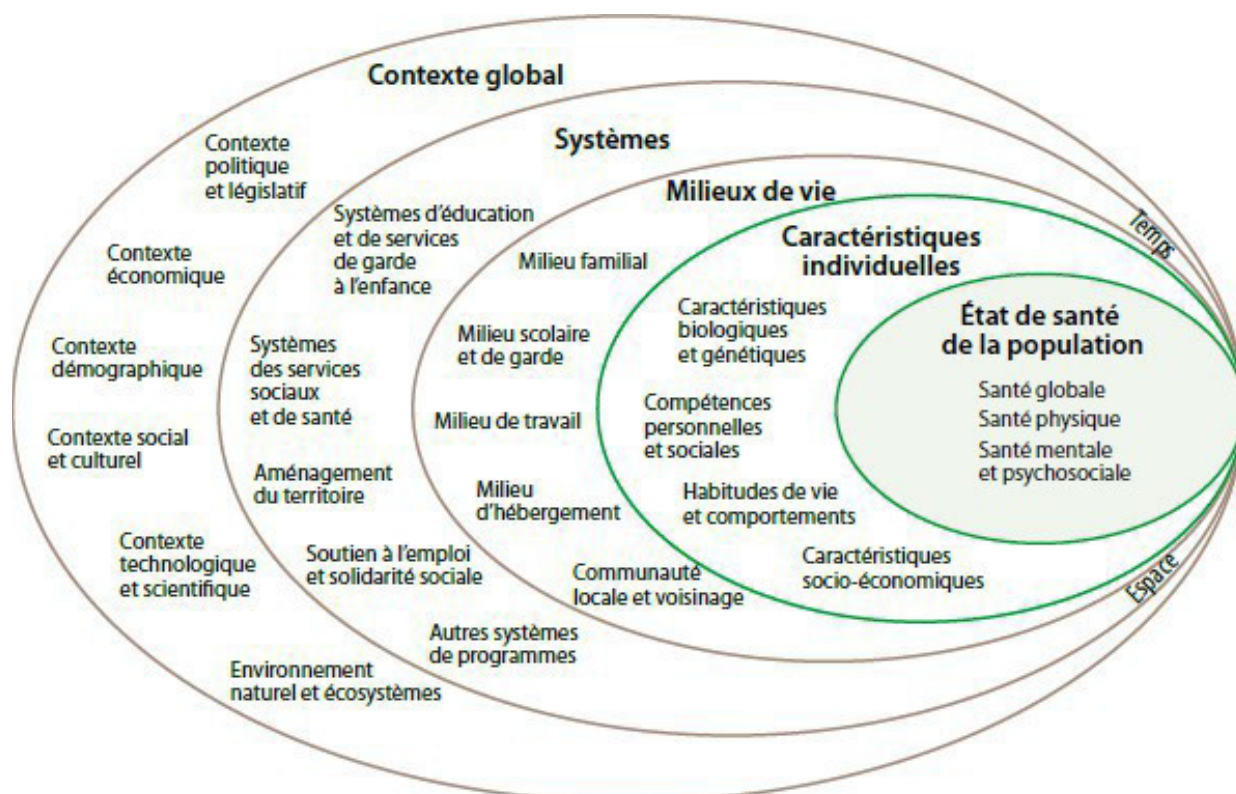 Contexte global
Contexte
politique
et législatif
Contexte
économique
Contexte
démographique
Contexte social
et culturel
Contexte
technologique
et scientifique
Environnement
naturel et écosystèmes
Systèmes
Systèmes d'éducation
et de services
de garde
à l'enfance
Systèmes
des services
sociaux
et de santé
Aménagement
du territoire
Soutien à l'emploi
et solidarité sociale
Autres systèmes
de programmes
Milieux de vie
Milieu familial
Milieu scolaire
et de garde
Milieu de travail
Milieu
d'hébergement
Communauté
locale et voisinage
Caractéristiques
individuelles
Caractéristiques
biologiques
et génétiques
Compétences
personnelles
et sociales
Habitudes de vie
et comportements
Caractéristiques
socio-économiques
État de santé
de la population
Santé globale
Santé physique
Santé mentale
et psychosociale
Temps
Espace